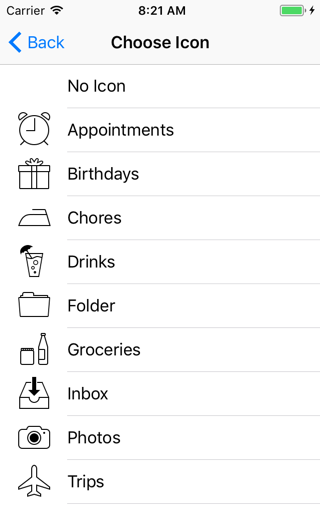 Carrier 8:21 AM
Back Choose Icon
No Icon
Appointments
Birthdays
Chores
Drinks
Folder
Groceries
Inbox
Photos
Trips